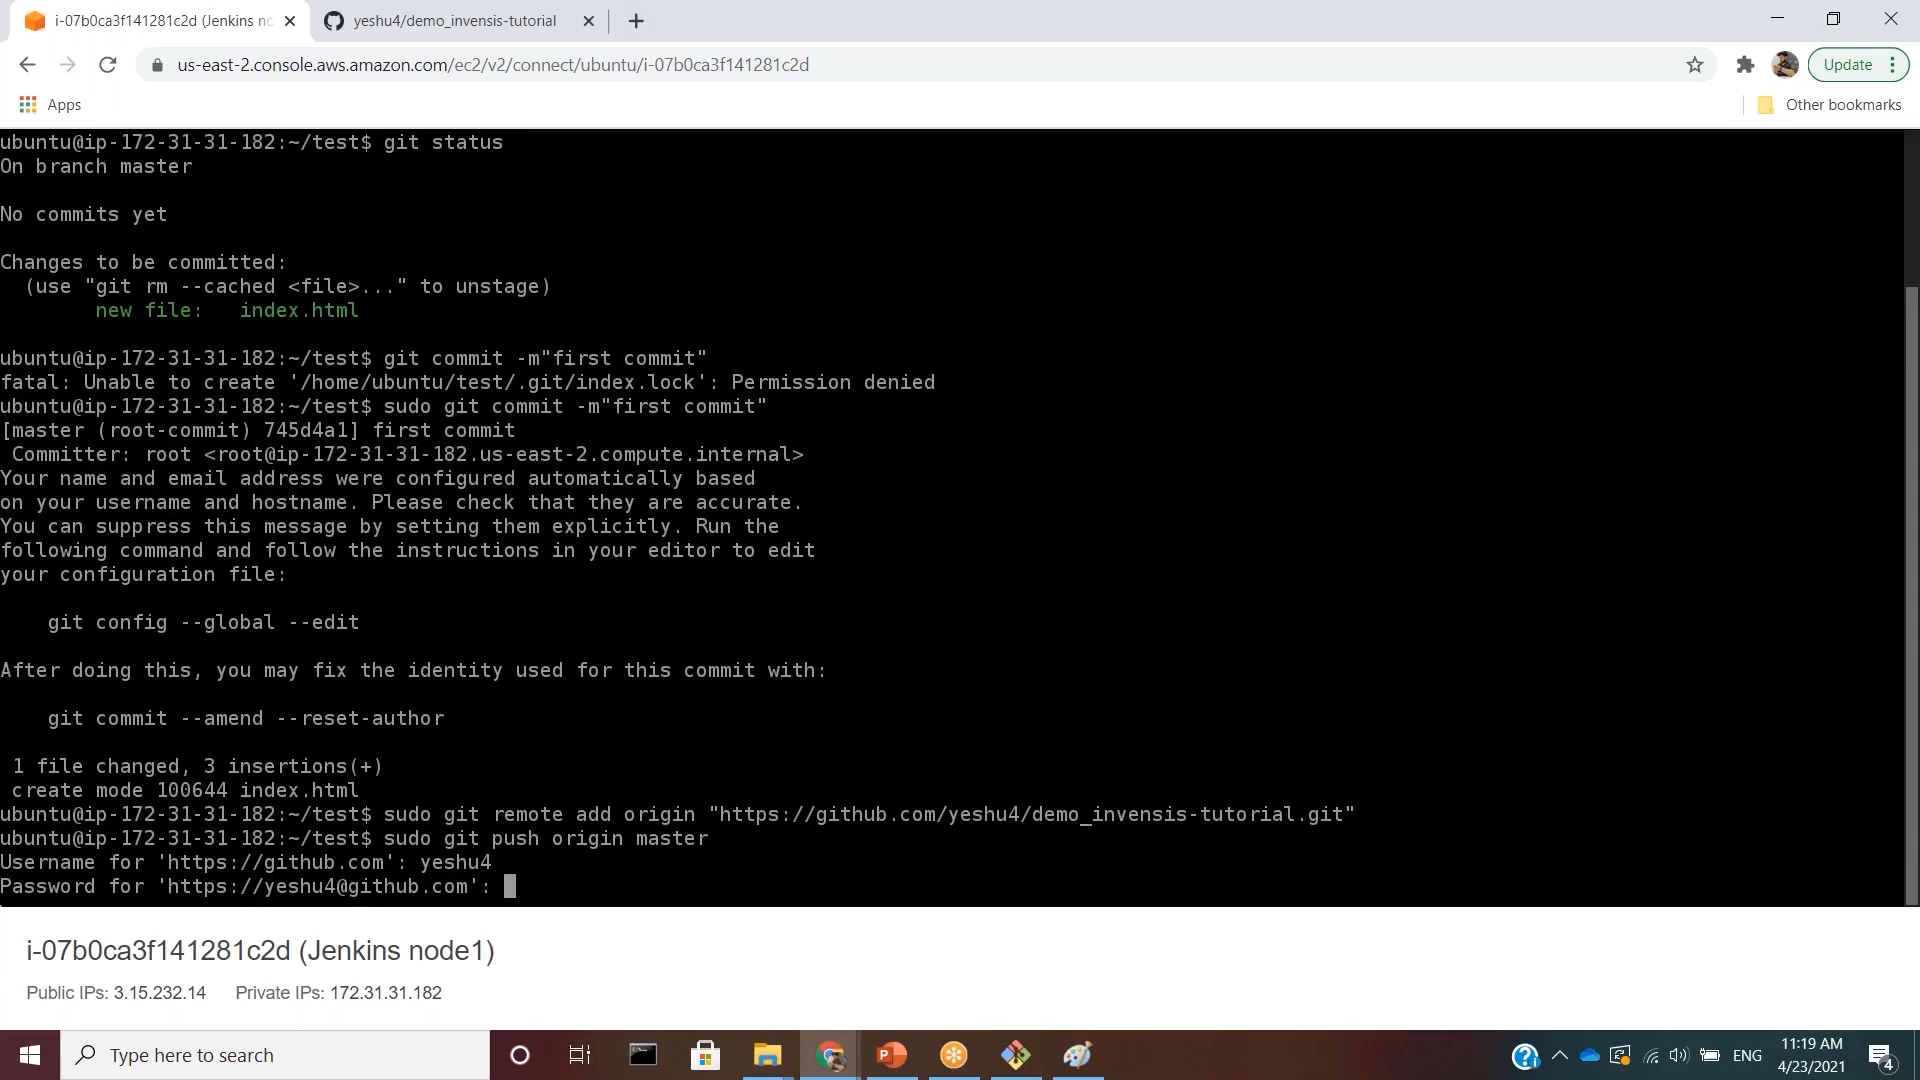 i-07b0ca3f141281c2d (Jenkins no
yeshu4/demo_invensis-tutorial
us-east-2.console.aws.amazon.com/ec2/v2/connect/ubuntu/i-07b0ca3f141281c2d
Update
Apps
Other bookmarks
ubuntu@ip-172-31-31-182:~/test$ git status
On branch master
No commits yet
Changes to be committed:
(use "git rm --cached <file>..." to unstage)
new file: index.html
ubuntu@ip-172-31-31-182:~/test$ git commit -m"first commit"
fatal: Unable to create '/home/ubuntu/test/.git/index.lock': Permission denied
ubuntu@ip-172-31-31-182:~/test$ sudo git commit -m"first commit"
[master (root-commit) 745d4a1] first commit
Committer: root <root@ip-172-31-31-182.us-east-2.compute.internal>
Your name and email address were configured automatically based
on your username and hostname. Please check that they are accurate.
You can suppress this message by setting them explicitly. Run the
following command and follow the instructions in your editor to edit
your configuration file:
git config --global --edit
After doing this, you may fix the identity used for this commit with:
git commit --amend --reset-author
1 file changed, 3 insertions(+)
create mode 100644 index.html
ubuntu@ip-172-31-31-182:~/test$ sudo git remote add origin "https://github.com/yeshu4/demo_invensis-tutorial.git"
ubuntu@ip-172-31-31-182:~/test$ sudo git push origin master
Username for 'https://github.com': yeshu4
Password for 'https://yeshu4@github.com':
i-07b0ca3f141281c2d (Jenkins node1)
Public IPs: 3.15.232.14 Private IPs: 172.31.31.182
Type here to search
ENG
11:19 AM
4/23/2021
4